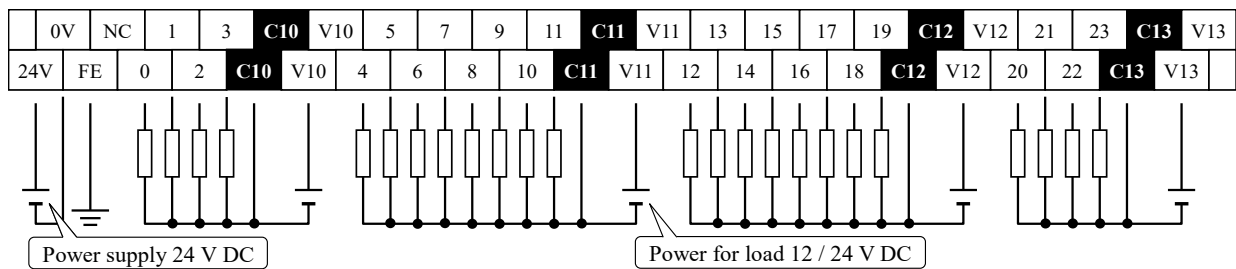 0V NC 1 3 C10 V10 5 7 9 11 C11 V11 13 15 17 19 C12 V12 21 23 C13 V13
24V FE 0 2 C10 V10 4 6 8 10 C11 V11 12 14 16 18 C12 V12 20 22 C13 V13
Power supply 24 V DC
Power for load 12 / 24 V DC